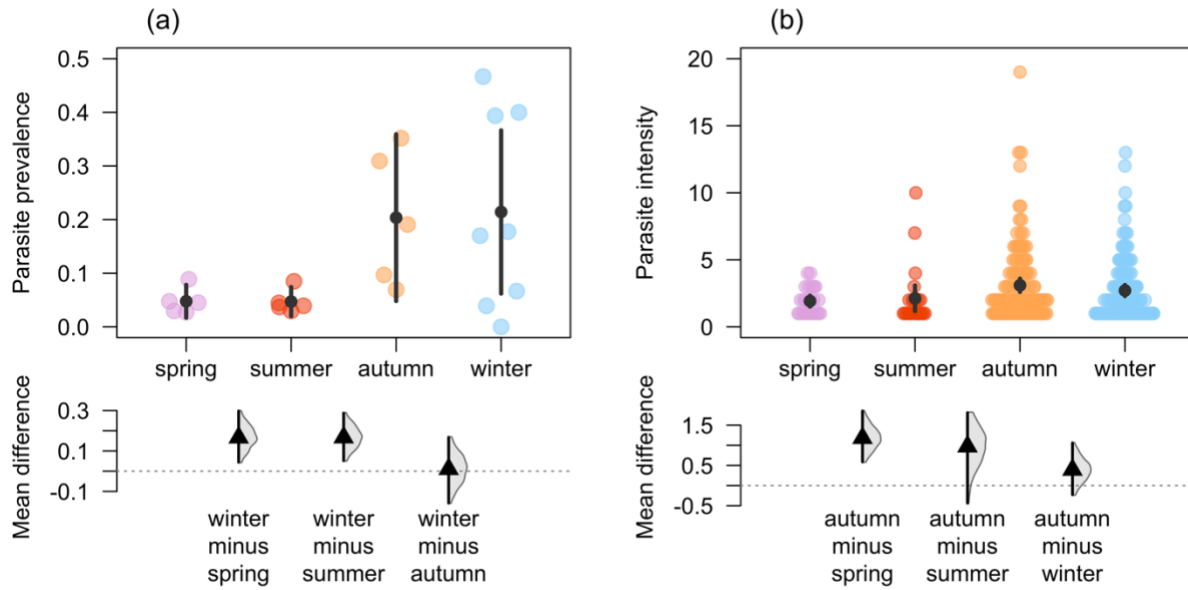 (a)
Parasite prevalence
0.5
0.4
0.3
0.2
0.1
0.0
spring summer autumn winter
Mean difference
0.3
0.1
-0.1
winter minus spring
winter minus summer
winter minus autumn
(b)
Parasite intensity
20
15
10
5
0
spring summer autumn winter
Mean difference
1.5
0.5
-0.5
autumn minus spring
autumn minus summer
autumn minus winter